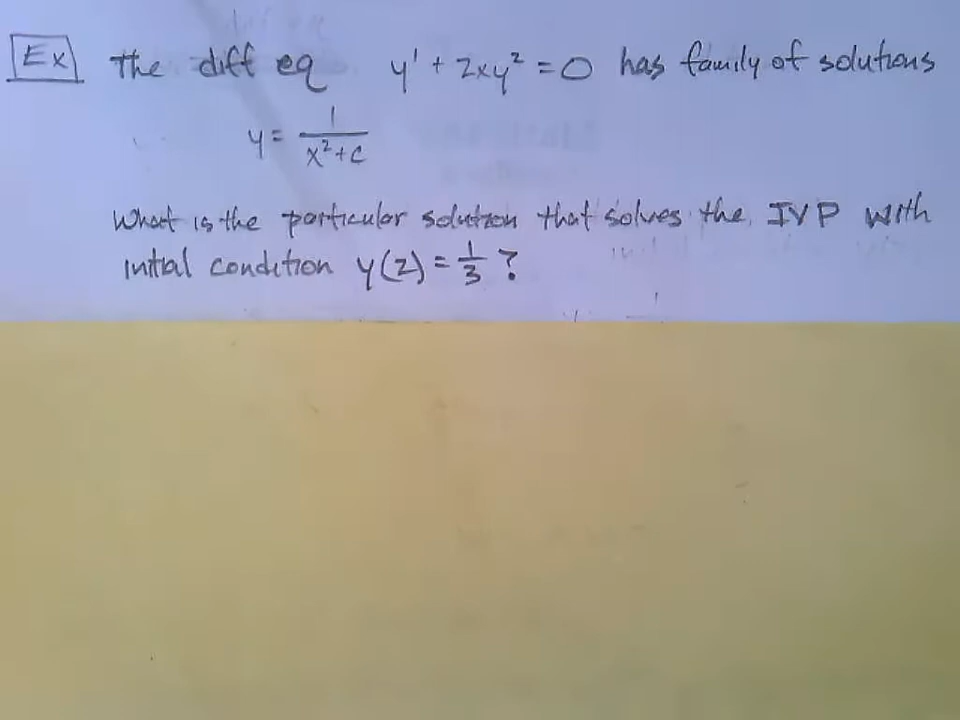 Ex The diff eq y' + 2xy² = 0 has family of solutions
y = 1/(x²+c)
What is the particular solution that solves the IVP with
initial condition y(2) = 1/3 ?